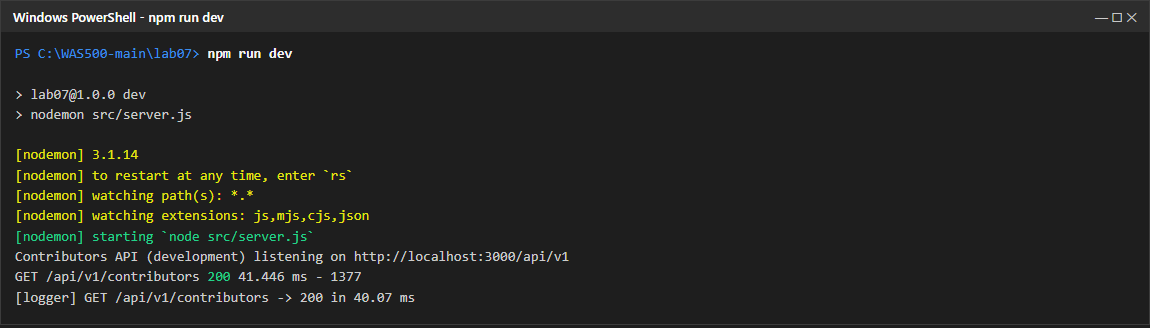 Windows PowerShell - npm run dev
PS C:\WAS500-main\lab07> npm run dev
> lab07@1.0.0 dev
> nodemon src/server.js
[nodemon] 3.1.14
[nodemon] to restart at any time, enter `rs`
[nodemon] watching path(s): *.*
[nodemon] watching extensions: js,mjs,cjs,json
[nodemon] starting `node src/server.js`
Contributors API (development) listening on http://localhost:3000/api/v1
GET /api/v1/contributors 200 41.446 ms - 1377
[logger] GET /api/v1/contributors -> 200 in 40.07 ms